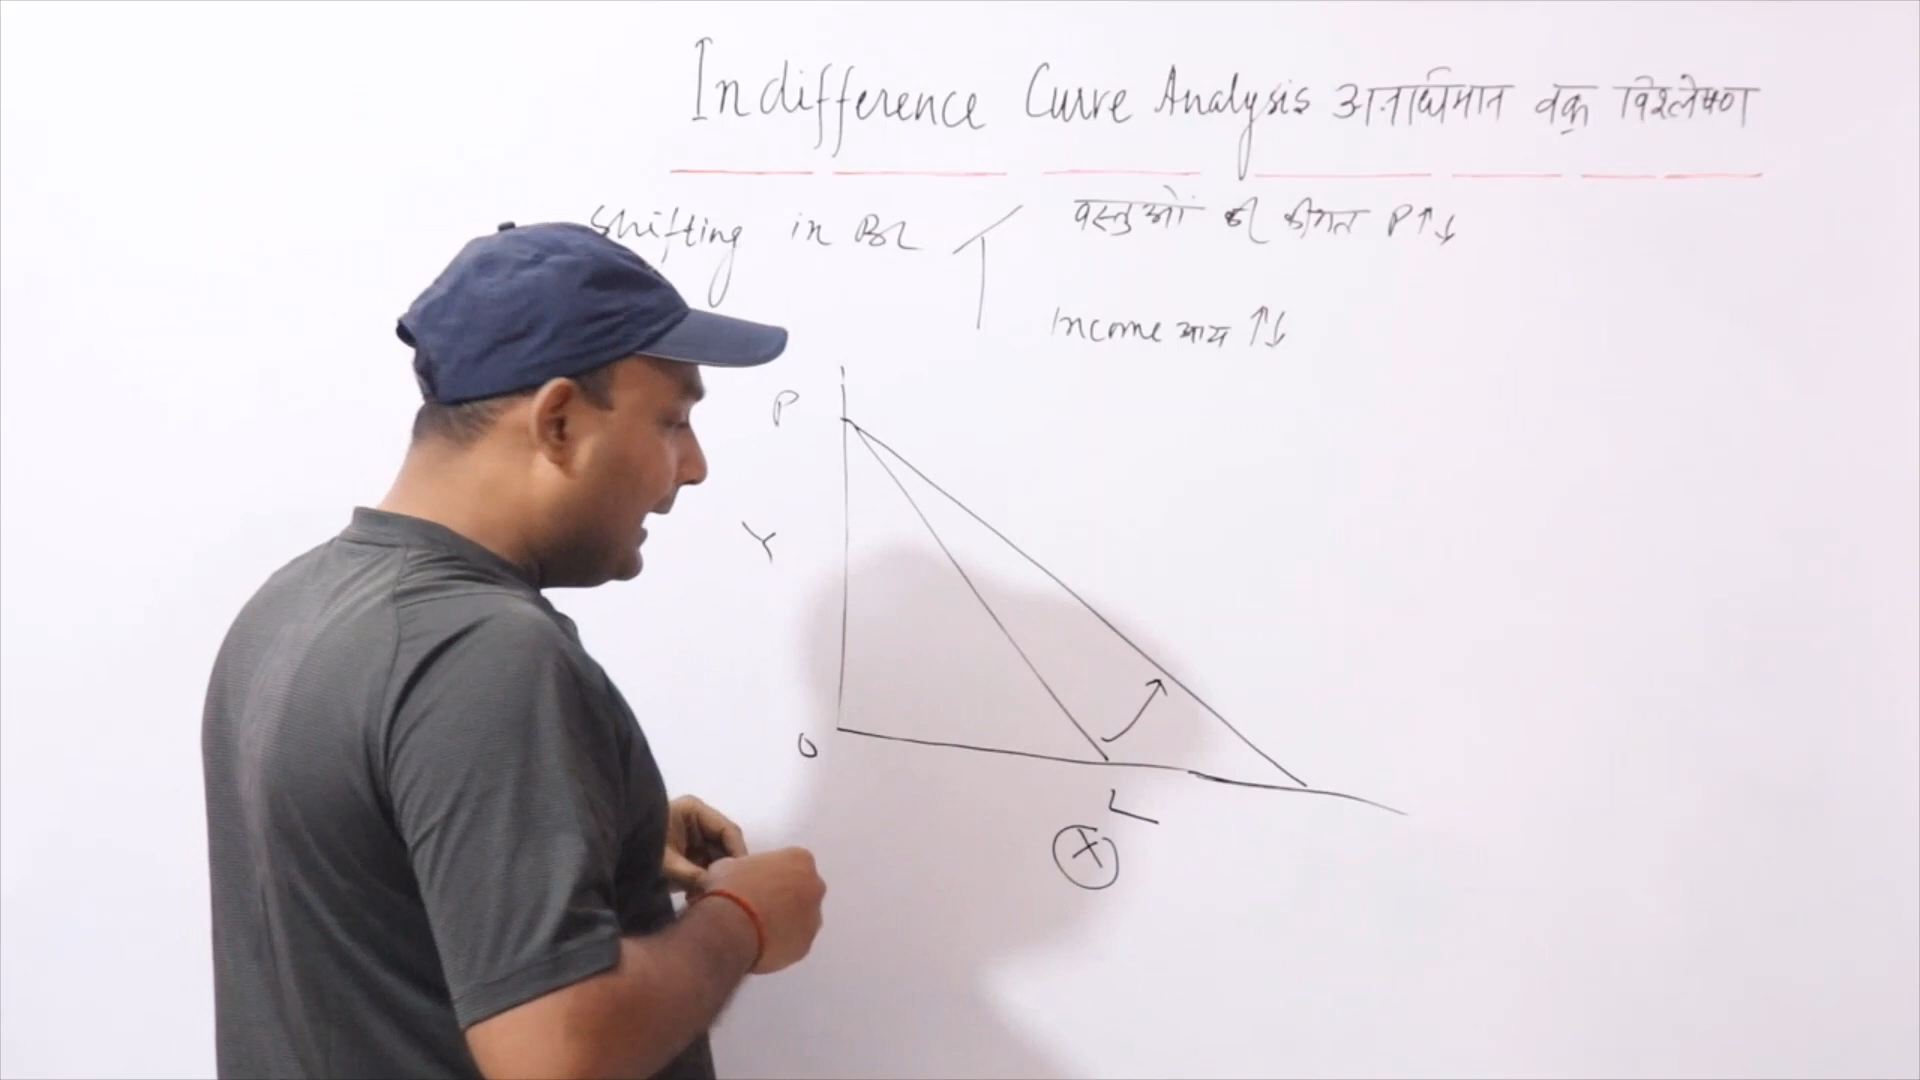 Indifference Curve Analysis अनाधिमान वक्र विश्लेषण
Shifting in BL
वस्तुओं की कीमत P↑↓
Income आय ↑↓
P
Y
O
L
X